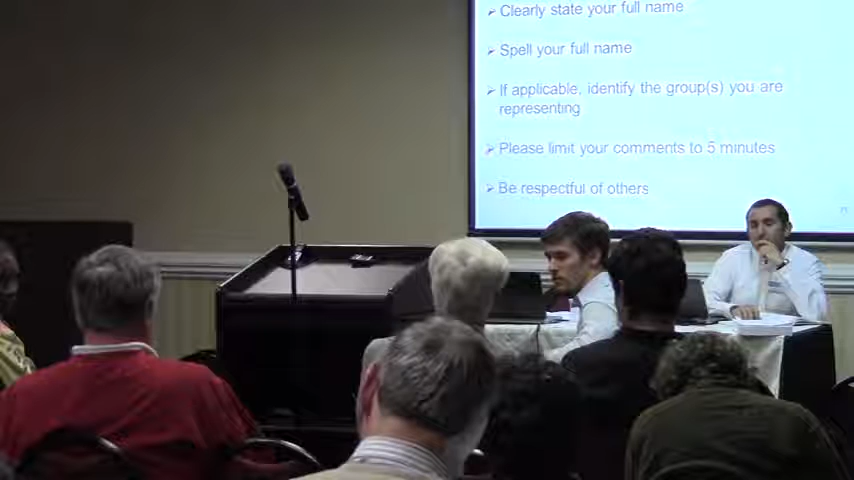 ➢ Clearly state your full name
➢ Spell your full name
➢ If applicable, identify the group(s) you are
representing
➢ Please limit your comments to 5 minutes
➢ Be respectful of others